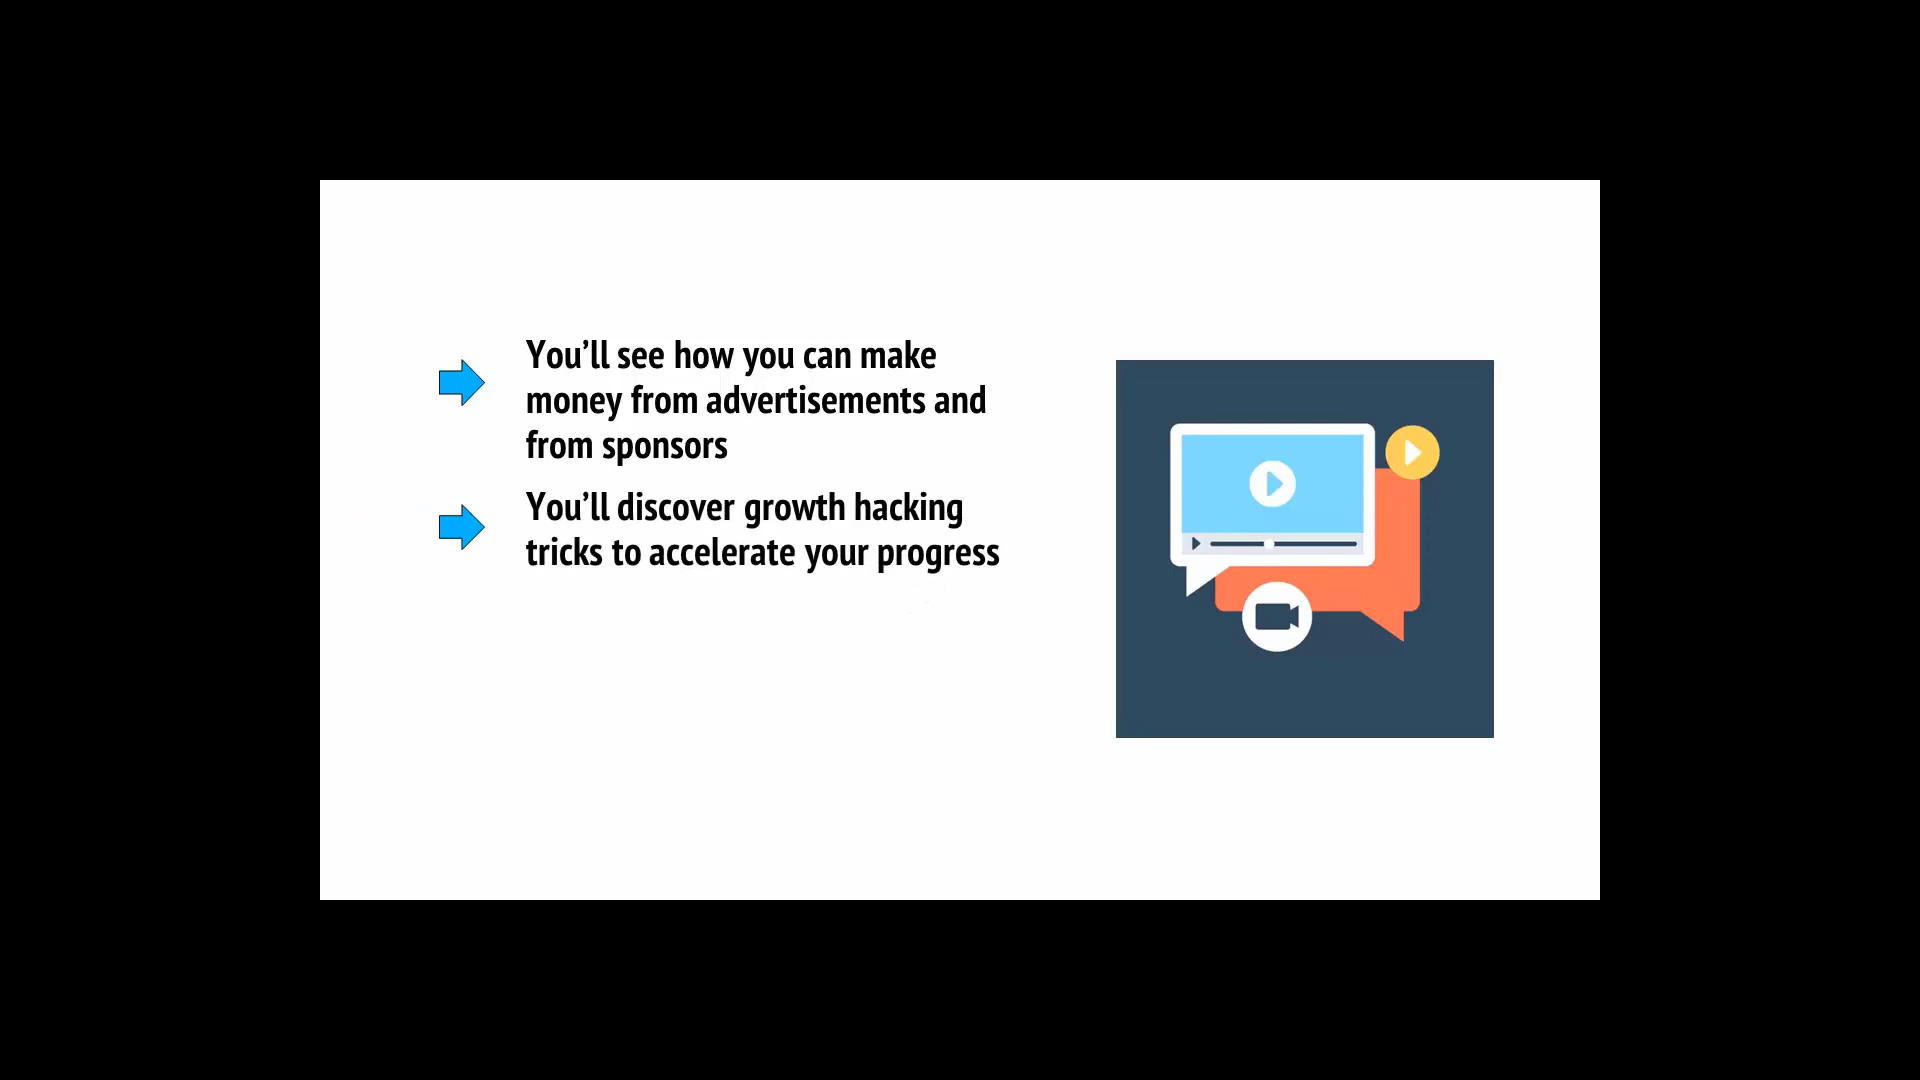 You’ll see how you can make
money from advertisements and
from sponsors
You’ll discover growth hacking
tricks to accelerate your progress